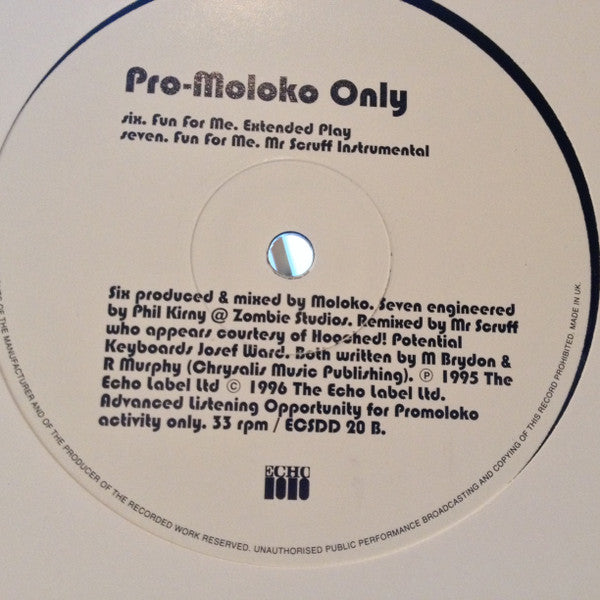 Pro-Moloko Only
six. Fun For Me. Extended Play
seven. Fun For Me. Mr Scruff Instrumental
Six produced & mixed by Moloko. Seven engineered
by Phil Kirny @ Zombie Studios. Remixed by Mr Scruff
who appears courtesy of Hooched! Potential
Keyboards Josef Ward. Both written by M Brydon &
R Murphy (Chrysalis Music Publishing). ℗ 1995 The
Echo Label Ltd © 1996 The Echo Label Ltd.
Advanced Listening Opportunity for Promoloko
activity only. 33 rpm / ECSDD 20 B.
ECHO
OF THE MANUFACTURER AND OF THE PRODUCER OF THE RECORDED WORK RESERVED. UNAUTHORISED PUBLIC PERFORMANCE BROADCASTING AND COPYING OF THIS RECORD PROHIBITED. MADE IN UK.